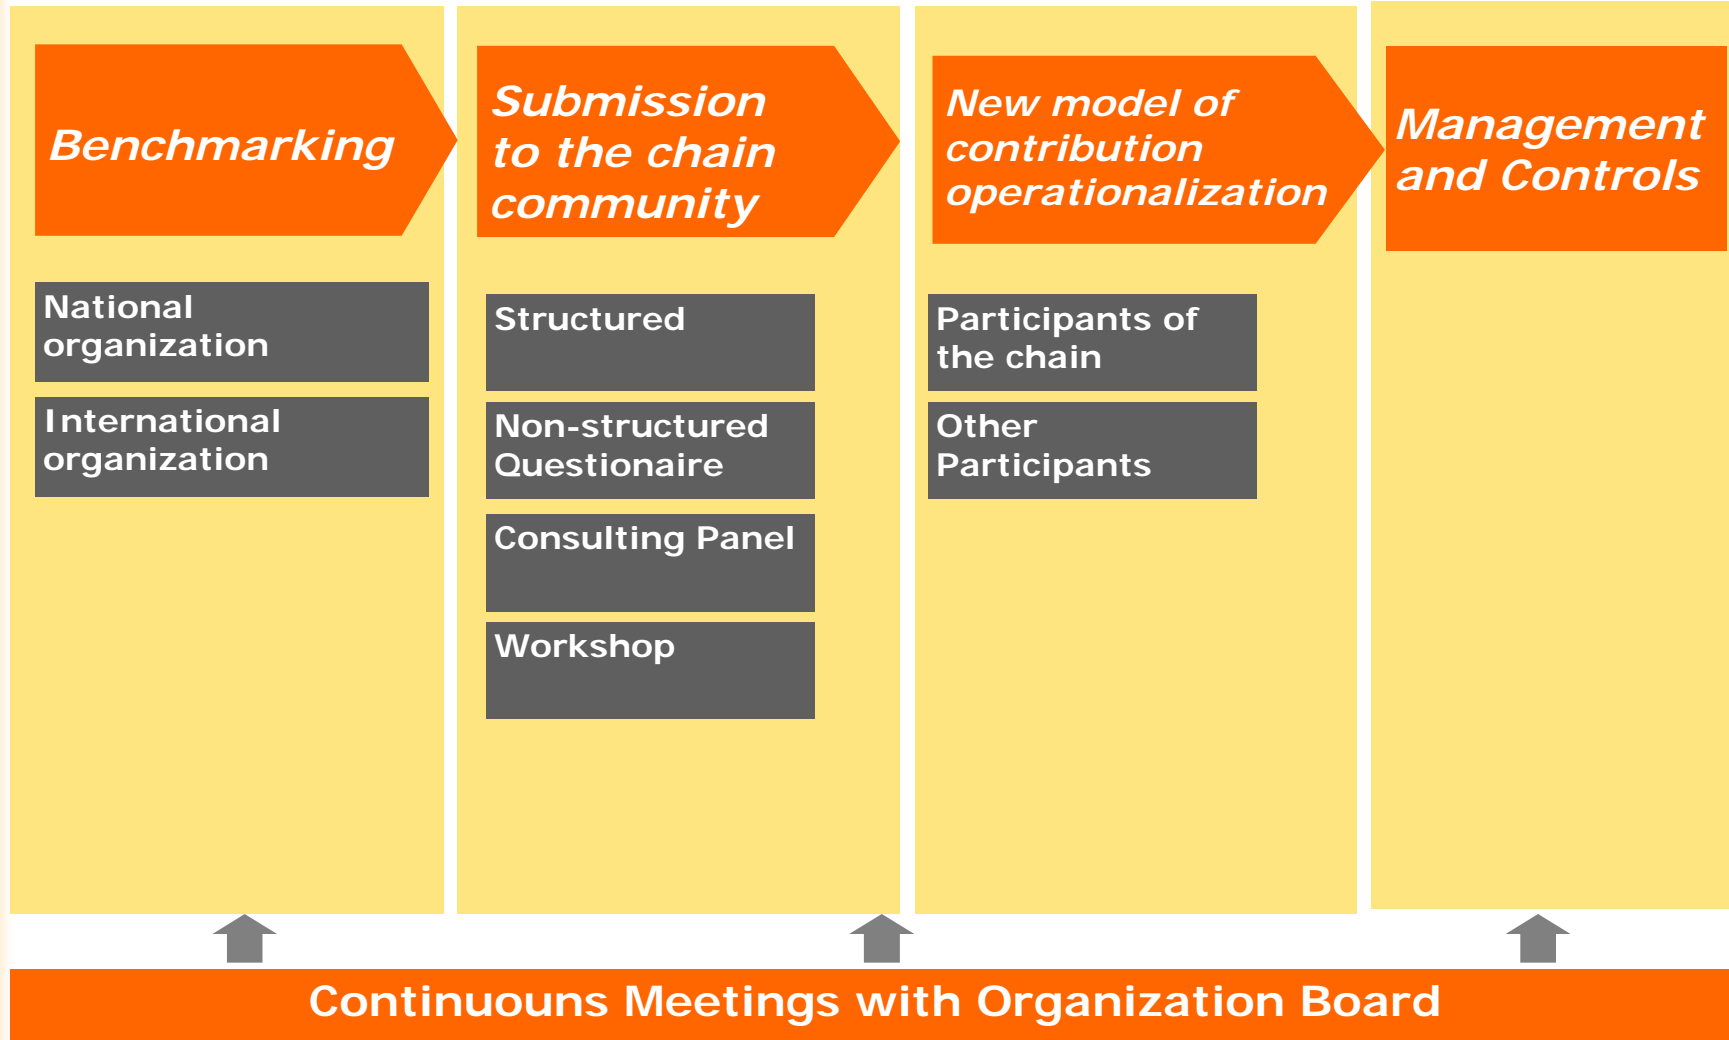 Benchmarking
Submission
to the chain
community
New model of
contribution
operationalization
Management
and Controls
National
organization
International
organization
Structured
Non-structured
Questionaire
Consulting Panel
Workshop
Participants of
the chain
Other
Participants
Continuouns Meetings with Organization Board